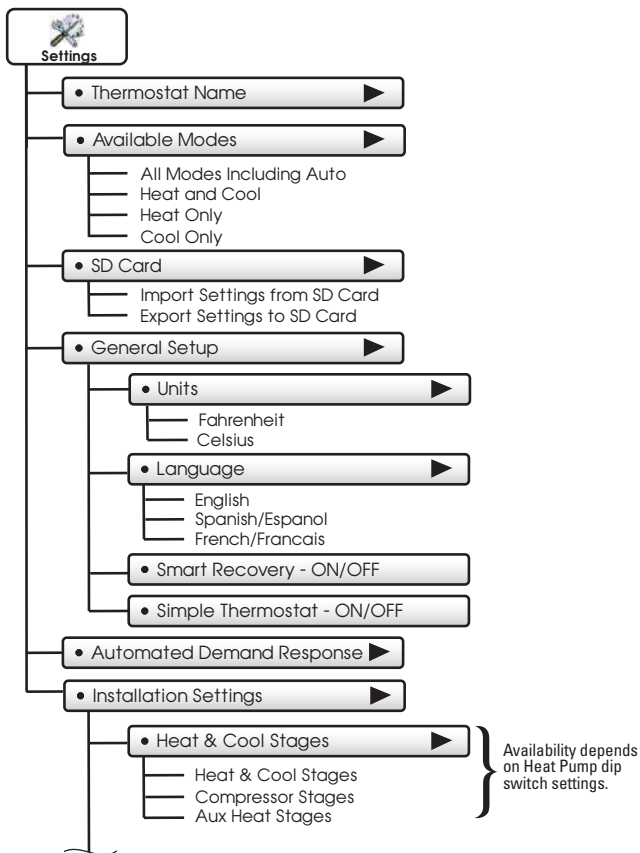 Settings
• Thermostat Name
• Available Modes
All Modes Including Auto
Heat and Cool
Heat Only
Cool Only
• SD Card
Import Settings from SD Card
Export Settings to SD Card
• General Setup
• Units
Fahrenheit
Celsius
• Language
English
Spanish/Espanol
French/Francais
• Smart Recovery - ON/OFF
• Simple Thermostat - ON/OFF
• Automated Demand Response
• Installation Settings
• Heat & Cool Stages
Heat & Cool Stages
Compressor Stages
Aux Heat Stages
Availability depends
on Heat Pump dip
switch settings.